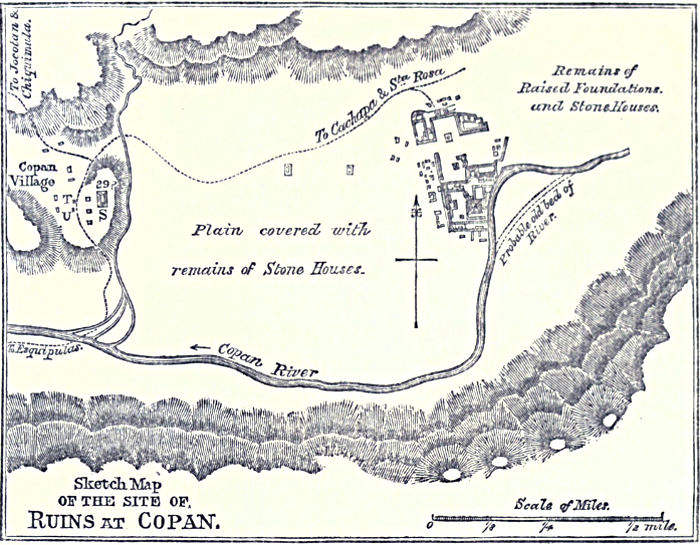 To Jocotan &
Chiquimula.
To Cachapa & Sta Rosa
Remains of
Raised Foundations.
and Stone Houses.
Copan
Village
29
T.
U
S
Plain covered with
remains of Stone Houses.
Probable old bed of
River.
To Esquipulas.
← Copan River
Sketch Map
OF THE SITE OF
RUINS AT COPAN.
Scale of Miles.
0 1/8 1/4 1/2 mile.